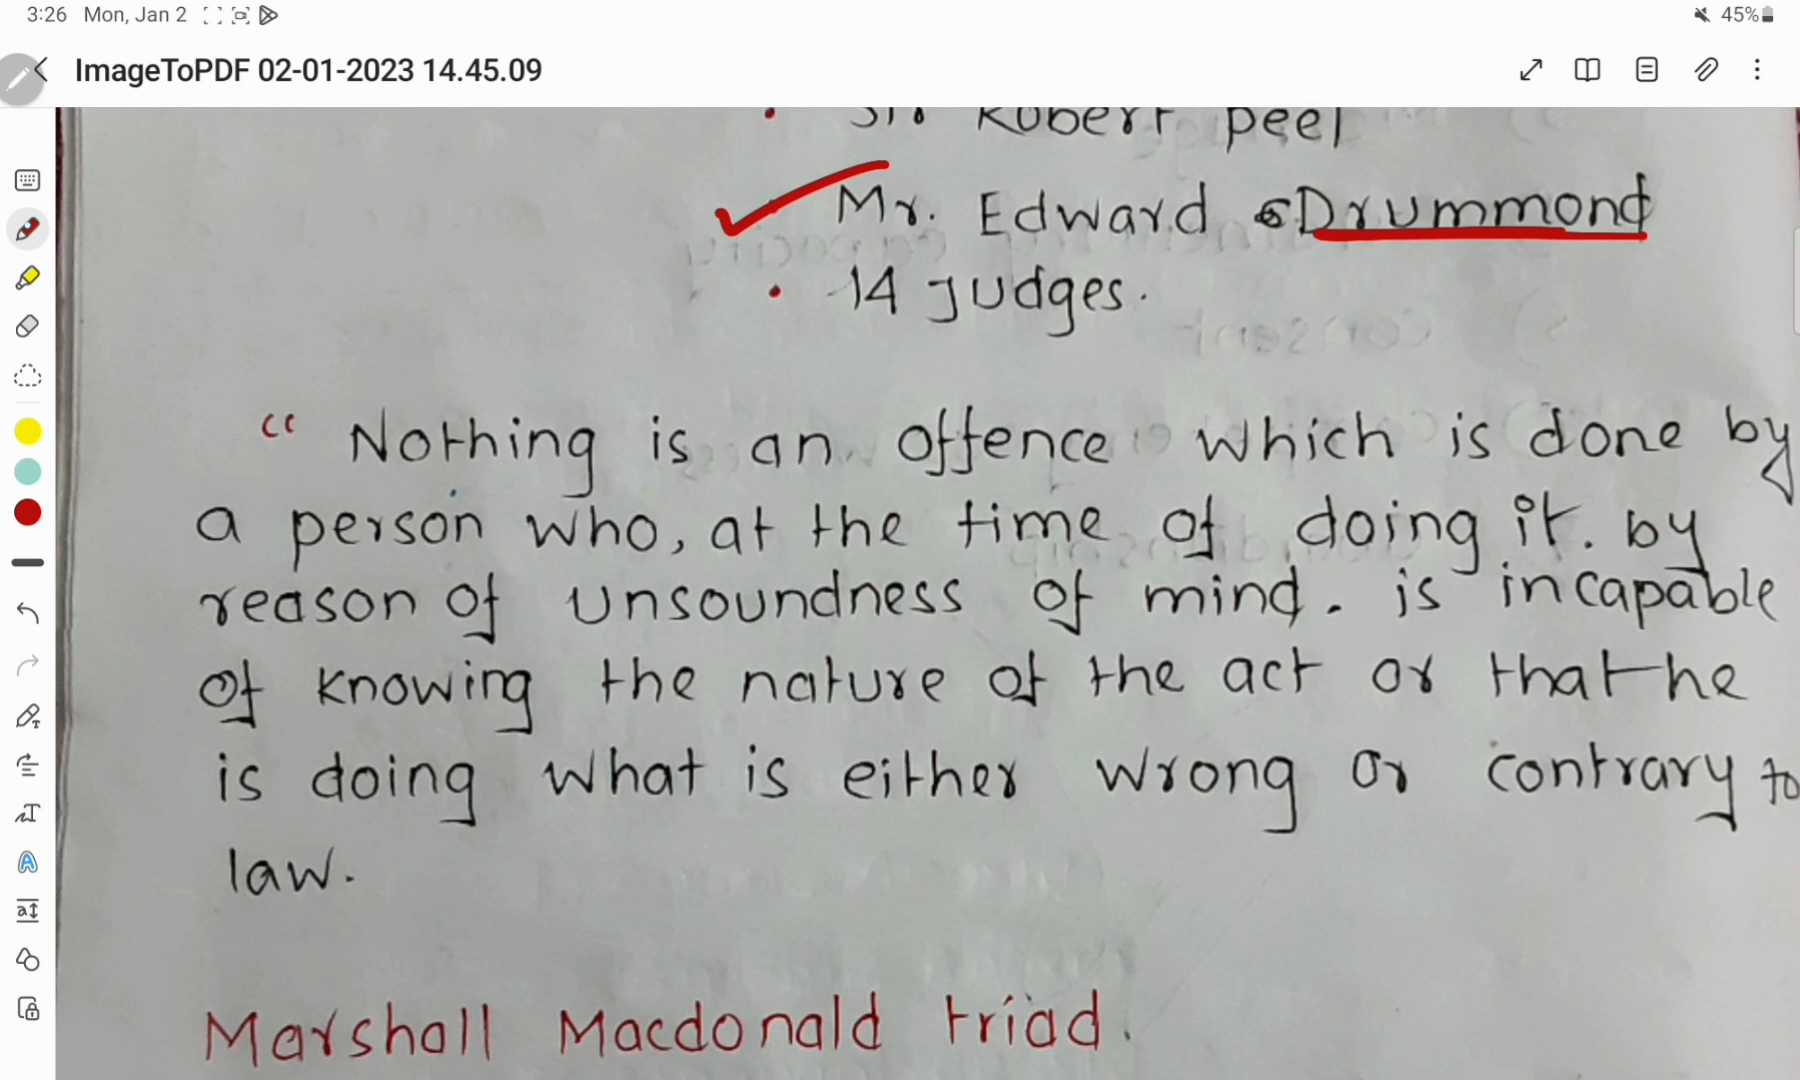 3:26 Mon, Jan 2
45%
ImageToPDF 02-01-2023 14.45.09
• Sir Robert peel
Mr. Edward Drummond
• 14 judges.
“ Nothing is an offence which is done by
a person who, at the time of doing it. by
reason of unsoundness of mind. is incapable
of knowing the nature of the act or that he
is doing what is either wrong or contrary to
law.
Marshall Macdonald triad.